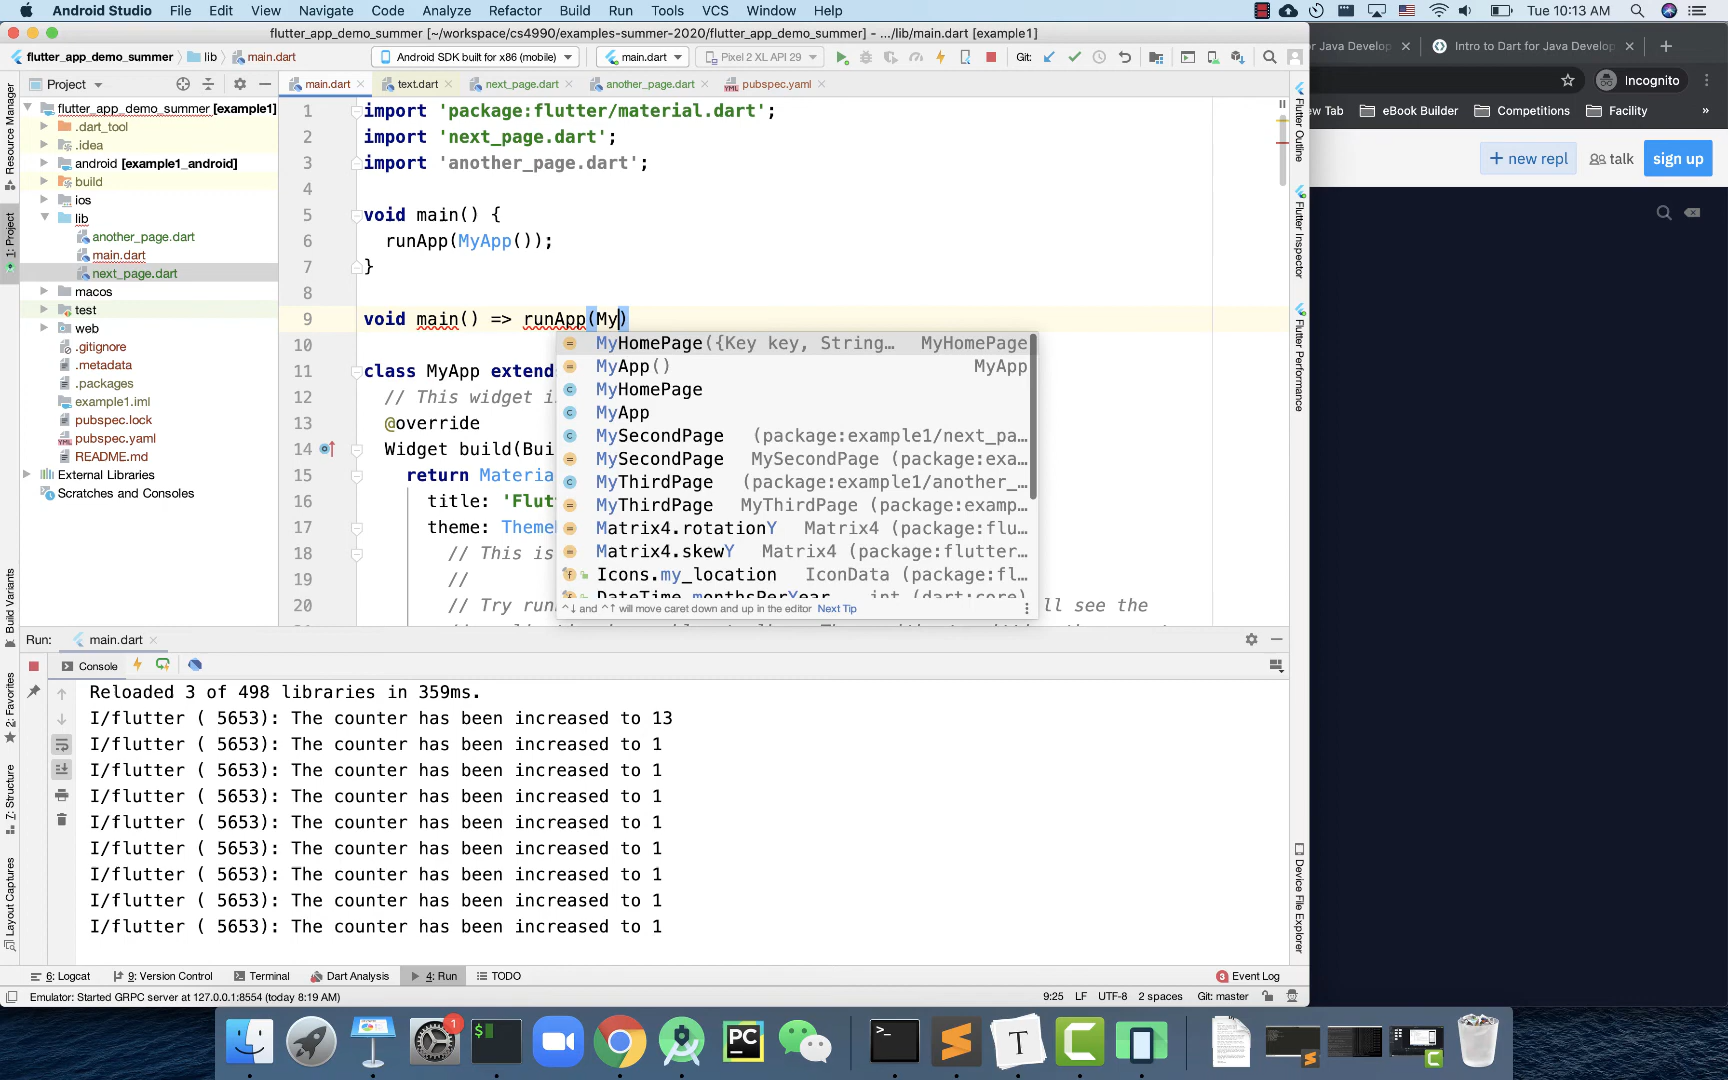 Android Studio File Edit View Navigate Code Analyze Refactor Build Run Tools VCS Window Help Tue 10:13 AM
flutter_app_demo_summer [~/workspace/cs4990/examples-summer-2020/flutter_app_demo_summer] - .../lib/main.dart [example1]
flutter_app_demo_summer lib main.dart Android SDK built for x86 (mobile) main.dart Pixel 2 XL API 29 Git:
r Java Develop Intro to Dart for Java Develop
Incognito
w Tab eBook Builder Competitions Facility »
+ new repl talk sign up
Project main.dart text.dart next_page.dart another_page.dart pubspec.yaml
Resource Manager
1: Project
Build Variants
2: Favorites
7: Structure
Layout Captures
flutter_app_demo_summer [example1]
.dart_tool
.idea
android [example1_android]
build
ios
lib
another_page.dart
main.dart
next_page.dart
macos
test
web
.gitignore
.metadata
.packages
example1.iml
pubspec.lock
pubspec.yaml
README.md
External Libraries
Scratches and Consoles
1 import 'package:flutter/material.dart';
2 import 'next_page.dart';
3 import 'another_page.dart';
4
5 void main() {
6 runApp(MyApp());
7 }
8
9 void main() => runApp(My)
10
11 class MyApp extend
12 // This widget i
13 @override
14 Widget build(Bui
15 return Materia
16 title: 'Flut
17 theme: Theme
18 // This is
19 //
20 // Try run ll see the
MyHomePage({Key key, String… MyHomePage
MyApp() MyApp
MyHomePage
MyApp
MySecondPage (package:example1/next_pa…
MySecondPage MySecondPage (package:exa…
MyThirdPage (package:example1/another_…
MyThirdPage MyThirdPage (package:examp…
Matrix4.rotationY Matrix4 (package:flu…
Matrix4.skewY Matrix4 (package:flutter…
Icons.my_location IconData (package:fl…
DateTime.monthsPerYear int (dart:core)
^↓ and ^↑ will move caret down and up in the editor Next Tip
Flutter Outline
Flutter Inspector
Flutter Performance
Device File Explorer
Run: main.dart
Console
Reloaded 3 of 498 libraries in 359ms.
I/flutter ( 5653): The counter has been increased to 13
I/flutter ( 5653): The counter has been increased to 1
I/flutter ( 5653): The counter has been increased to 1
I/flutter ( 5653): The counter has been increased to 1
I/flutter ( 5653): The counter has been increased to 1
I/flutter ( 5653): The counter has been increased to 1
I/flutter ( 5653): The counter has been increased to 1
I/flutter ( 5653): The counter has been increased to 1
I/flutter ( 5653): The counter has been increased to 1
6: Logcat 9: Version Control Terminal Dart Analysis 4: Run TODO 3 Event Log
Emulator: Started GRPC server at 127.0.0.1:8554 (today 8:19 AM) 9:25 LF UTF-8 2 spaces Git: master
1
$
PC
>_
T